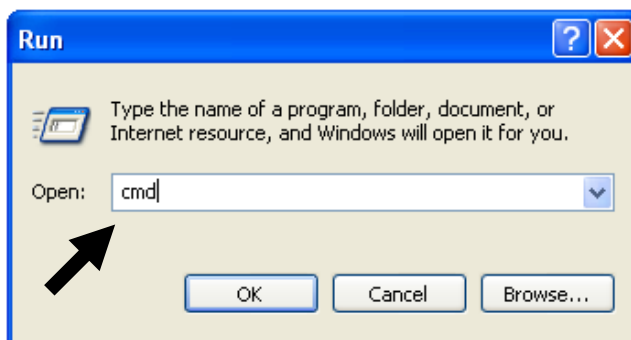 Run
Type the name of a program, folder, document, or
Internet resource, and Windows will open it for you.
Open: cmd
OK Cancel Browse...